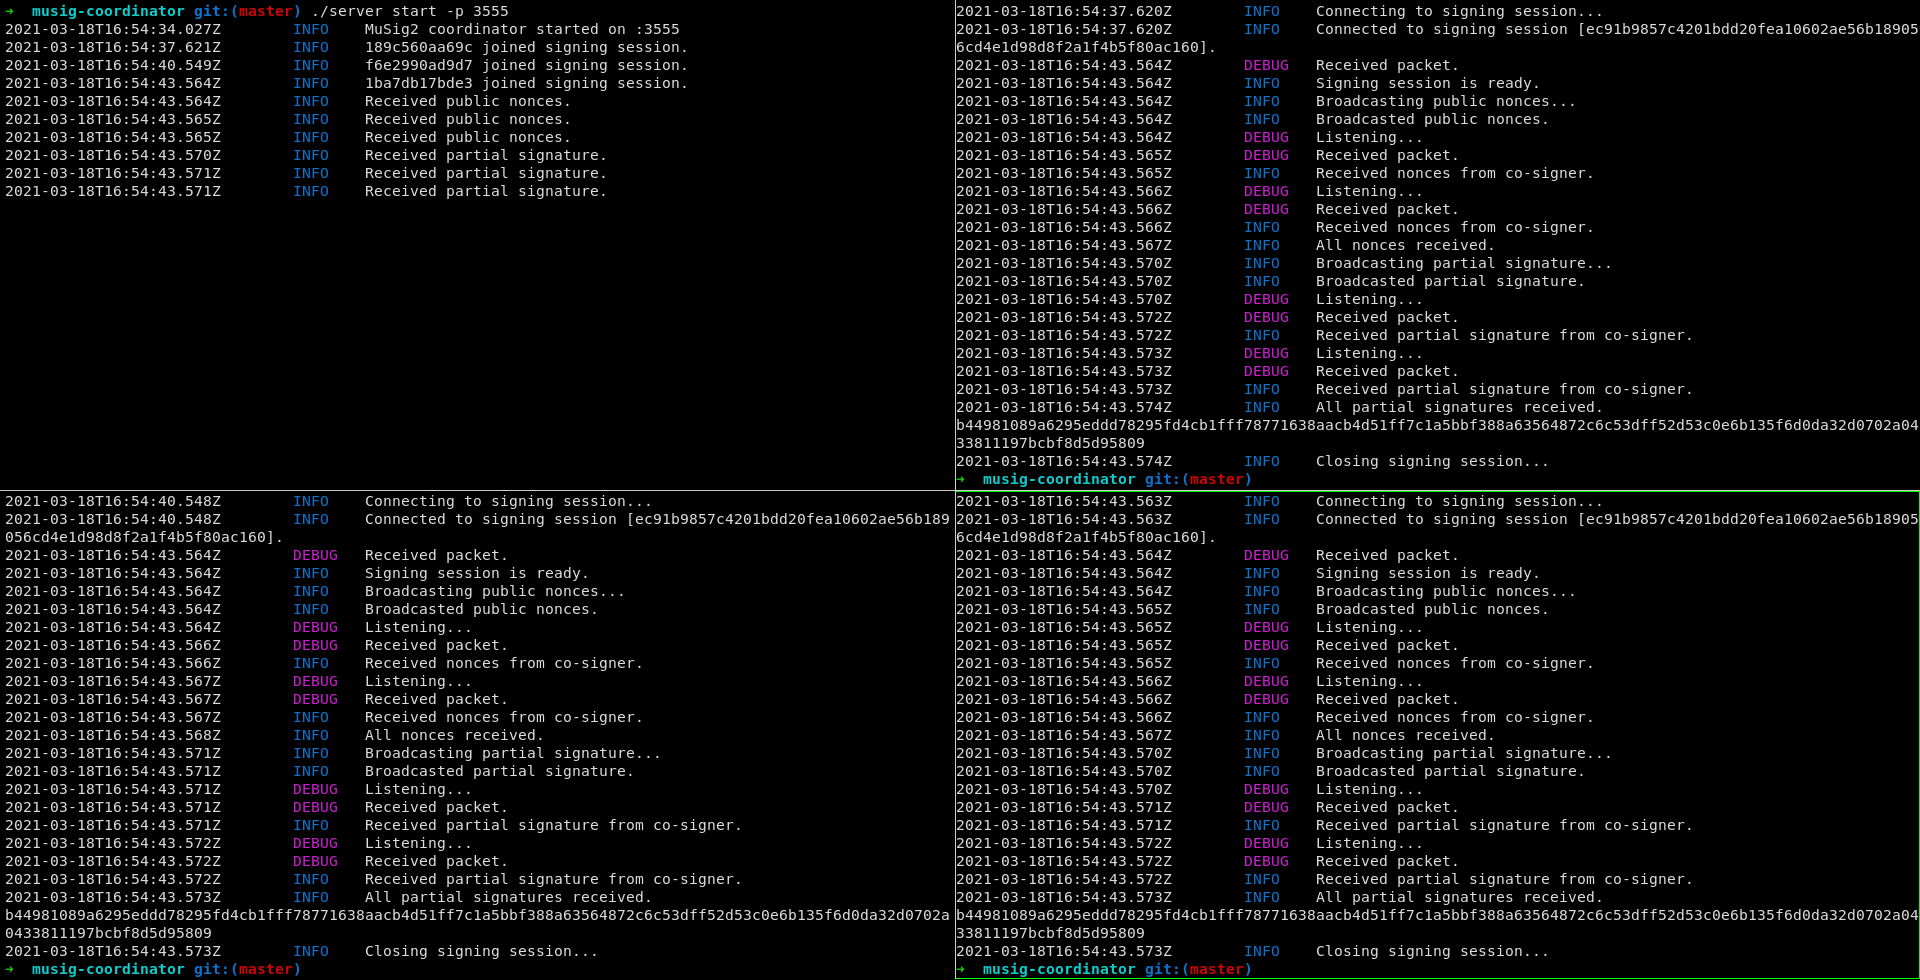 ➜  musig-coordinator git:(master) ./server start -p 3555
2021-03-18T16:54:34.027Z        INFO    MuSig2 coordinator started on :3555
2021-03-18T16:54:37.621Z        INFO    189c560aa69c joined signing session.
2021-03-18T16:54:40.549Z        INFO    f6e2990ad9d7 joined signing session.
2021-03-18T16:54:43.564Z        INFO    1ba7db17bde3 joined signing session.
2021-03-18T16:54:43.564Z        INFO    Received public nonces.
2021-03-18T16:54:43.565Z        INFO    Received public nonces.
2021-03-18T16:54:43.565Z        INFO    Received public nonces.
2021-03-18T16:54:43.570Z        INFO    Received partial signature.
2021-03-18T16:54:43.571Z        INFO    Received partial signature.
2021-03-18T16:54:43.571Z        INFO    Received partial signature.
2021-03-18T16:54:37.620Z        INFO    Connecting to signing session...
2021-03-18T16:54:37.620Z        INFO    Connected to signing session [ec91b9857c4201bdd20fea10602ae56b18905
6cd4e1d98d8f2a1f4b5f80ac160].
2021-03-18T16:54:43.564Z        DEBUG   Received packet.
2021-03-18T16:54:43.564Z        INFO    Signing session is ready.
2021-03-18T16:54:43.564Z        INFO    Broadcasting public nonces...
2021-03-18T16:54:43.564Z        INFO    Broadcasted public nonces.
2021-03-18T16:54:43.564Z        DEBUG   Listening...
2021-03-18T16:54:43.565Z        DEBUG   Received packet.
2021-03-18T16:54:43.565Z        INFO    Received nonces from co-signer.
2021-03-18T16:54:43.566Z        DEBUG   Listening...
2021-03-18T16:54:43.566Z        DEBUG   Received packet.
2021-03-18T16:54:43.566Z        INFO    Received nonces from co-signer.
2021-03-18T16:54:43.567Z        INFO    All nonces received.
2021-03-18T16:54:43.570Z        INFO    Broadcasting partial signature...
2021-03-18T16:54:43.570Z        INFO    Broadcasted partial signature.
2021-03-18T16:54:43.570Z        DEBUG   Listening...
2021-03-18T16:54:43.572Z        DEBUG   Received packet.
2021-03-18T16:54:43.572Z        INFO    Received partial signature from co-signer.
2021-03-18T16:54:43.573Z        DEBUG   Listening...
2021-03-18T16:54:43.573Z        DEBUG   Received packet.
2021-03-18T16:54:43.573Z        INFO    Received partial signature from co-signer.
2021-03-18T16:54:43.574Z        INFO    All partial signatures received.
b44981089a6295eddd78295fd4cb1fff78771638aacb4d51ff7c1a5bbf388a63564872c6c53dff52d53c0e6b135f6d0da32d0702a04
33811197bcbf8d5d95809
2021-03-18T16:54:43.574Z        INFO    Closing signing session...
➜  musig-coordinator git:(master)
2021-03-18T16:54:40.548Z        INFO    Connecting to signing session...
2021-03-18T16:54:40.548Z        INFO    Connected to signing session [ec91b9857c4201bdd20fea10602ae56b189
056cd4e1d98d8f2a1f4b5f80ac160].
2021-03-18T16:54:43.564Z        DEBUG   Received packet.
2021-03-18T16:54:43.564Z        INFO    Signing session is ready.
2021-03-18T16:54:43.564Z        INFO    Broadcasting public nonces...
2021-03-18T16:54:43.564Z        INFO    Broadcasted public nonces.
2021-03-18T16:54:43.564Z        DEBUG   Listening...
2021-03-18T16:54:43.566Z        DEBUG   Received packet.
2021-03-18T16:54:43.566Z        INFO    Received nonces from co-signer.
2021-03-18T16:54:43.567Z        DEBUG   Listening...
2021-03-18T16:54:43.567Z        DEBUG   Received packet.
2021-03-18T16:54:43.567Z        INFO    Received nonces from co-signer.
2021-03-18T16:54:43.568Z        INFO    All nonces received.
2021-03-18T16:54:43.571Z        INFO    Broadcasting partial signature...
2021-03-18T16:54:43.571Z        INFO    Broadcasted partial signature.
2021-03-18T16:54:43.571Z        DEBUG   Listening...
2021-03-18T16:54:43.571Z        DEBUG   Received packet.
2021-03-18T16:54:43.571Z        INFO    Received partial signature from co-signer.
2021-03-18T16:54:43.572Z        DEBUG   Listening...
2021-03-18T16:54:43.572Z        DEBUG   Received packet.
2021-03-18T16:54:43.572Z        INFO    Received partial signature from co-signer.
2021-03-18T16:54:43.573Z        INFO    All partial signatures received.
b44981089a6295eddd78295fd4cb1fff78771638aacb4d51ff7c1a5bbf388a63564872c6c53dff52d53c0e6b135f6d0da32d0702a
0433811197bcbf8d5d95809
2021-03-18T16:54:43.573Z        INFO    Closing signing session...
➜  musig-coordinator git:(master)
2021-03-18T16:54:43.563Z        INFO    Connecting to signing session...
2021-03-18T16:54:43.563Z        INFO    Connected to signing session [ec91b9857c4201bdd20fea10602ae56b18905
6cd4e1d98d8f2a1f4b5f80ac160].
2021-03-18T16:54:43.564Z        DEBUG   Received packet.
2021-03-18T16:54:43.564Z        INFO    Signing session is ready.
2021-03-18T16:54:43.564Z        INFO    Broadcasting public nonces...
2021-03-18T16:54:43.565Z        INFO    Broadcasted public nonces.
2021-03-18T16:54:43.565Z        DEBUG   Listening...
2021-03-18T16:54:43.565Z        DEBUG   Received packet.
2021-03-18T16:54:43.565Z        INFO    Received nonces from co-signer.
2021-03-18T16:54:43.566Z        DEBUG   Listening...
2021-03-18T16:54:43.566Z        DEBUG   Received packet.
2021-03-18T16:54:43.566Z        INFO    Received nonces from co-signer.
2021-03-18T16:54:43.567Z        INFO    All nonces received.
2021-03-18T16:54:43.570Z        INFO    Broadcasting partial signature...
2021-03-18T16:54:43.570Z        INFO    Broadcasted partial signature.
2021-03-18T16:54:43.570Z        DEBUG   Listening...
2021-03-18T16:54:43.571Z        DEBUG   Received packet.
2021-03-18T16:54:43.571Z        INFO    Received partial signature from co-signer.
2021-03-18T16:54:43.572Z        DEBUG   Listening...
2021-03-18T16:54:43.572Z        DEBUG   Received packet.
2021-03-18T16:54:43.572Z        INFO    Received partial signature from co-signer.
2021-03-18T16:54:43.573Z        INFO    All partial signatures received.
b44981089a6295eddd78295fd4cb1fff78771638aacb4d51ff7c1a5bbf388a63564872c6c53dff52d53c0e6b135f6d0da32d0702a04
33811197bcbf8d5d95809
2021-03-18T16:54:43.573Z        INFO    Closing signing session...
➜  musig-coordinator git:(master)